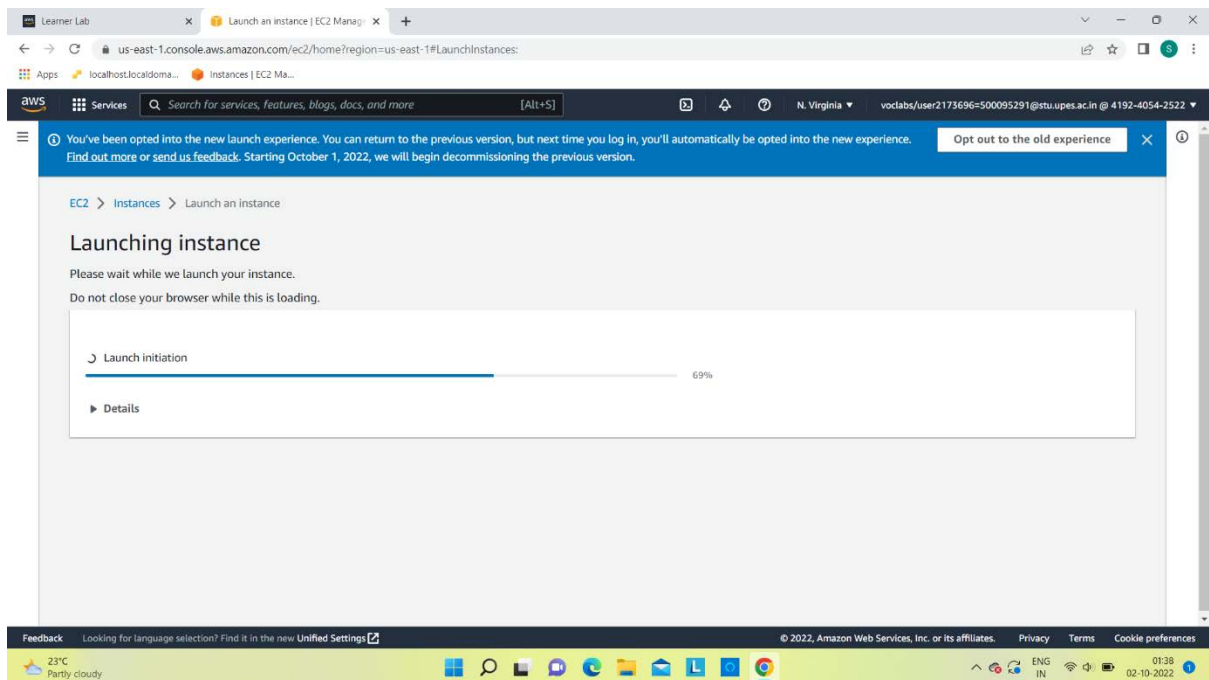 Learner Lab
Launch an instance | EC2 Manag
us-east-1.console.aws.amazon.com/ec2/home?region=us-east-1#LaunchInstances:
S
Apps localhost.localdoma... Instances | EC2 Ma...
aws Services Search for services, features, blogs, docs, and more [Alt+S] N. Virginia voclabs/user2173696=500095291@stu.upes.ac.in @ 4192-4054-2522
You've been opted into the new launch experience. You can return to the previous version, but next time you log in, you'll automatically be opted into the new experience.
Find out more or send us feedback. Starting October 1, 2022, we will begin decommissioning the previous version.
Opt out to the old experience
EC2 > Instances > Launch an instance
Launching instance
Please wait while we launch your instance.
Do not close your browser while this is loading.
Launch initiation
69%
Details
Feedback Looking for language selection? Find it in the new Unified Settings © 2022, Amazon Web Services, Inc. or its affiliates. Privacy Terms Cookie preferences
23°C
Partly cloudy
L
ENG
IN
01:38
02-10-2022
1